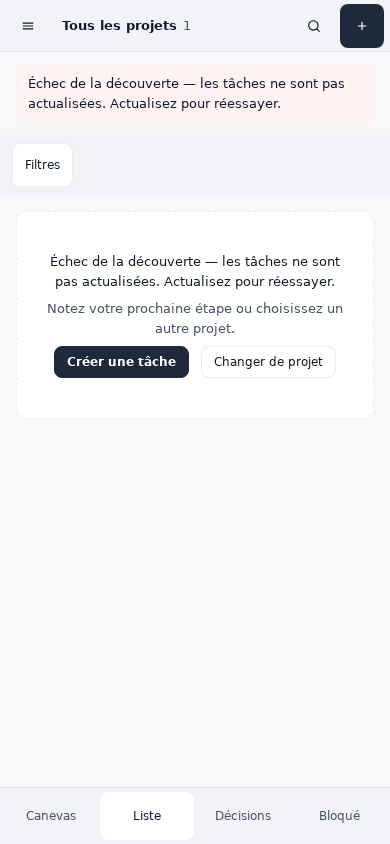 Tous les projets 1
Échec de la découverte — les tâches ne sont pas
actualisées. Actualisez pour réessayer.
Filtres
Échec de la découverte — les tâches ne sont
pas actualisées. Actualisez pour réessayer.
Notez votre prochaine étape ou choisissez un
autre projet.
Créer une tâche
Changer de projet
Canevas
Liste
Décisions
Bloqué